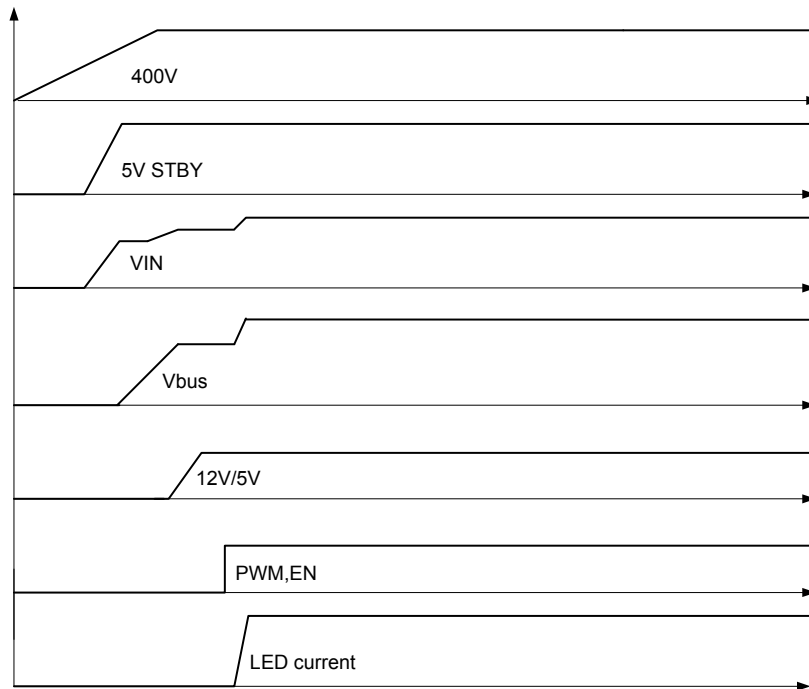 400V
5V STBY
VIN
Vbus
12V/5V
PWM,EN
LED current